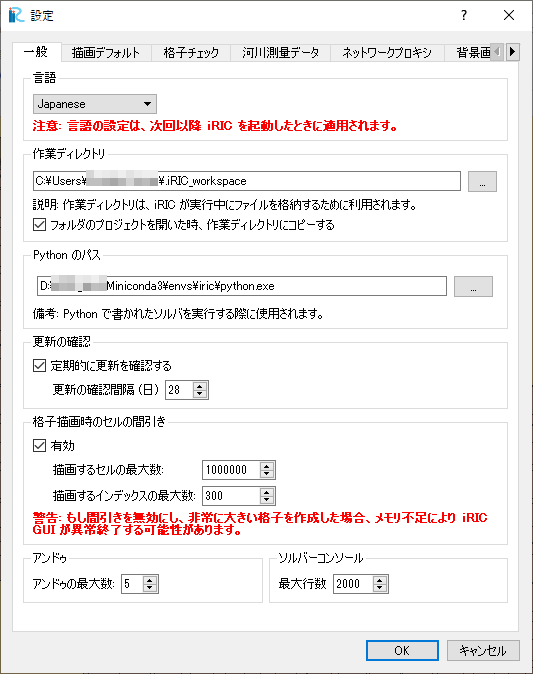 設定
一般 描画デフォルト 格子チェック 河川測量データ ネットワークプロキシ 背景画
言語
Japanese
注意: 言語の設定は、次回以降 iRIC を起動したときに適用されます。
作業ディレクトリ
C:¥Users¥ ¥.iRIC_workspace
...
説明: 作業ディレクトリは、iRIC が実行中にファイルを格納するために利用されます。
フォルダのプロジェクトを開いた時、作業ディレクトリにコピーする
Python のパス
D:¥ Miniconda3¥envs¥iric¥python.exe
...
備考: Python で書かれたソルバを実行する際に使用されます。
更新の確認
定期的に更新を確認する
更新の確認間隔 (日) 28
格子描画時のセルの間引き
有効
描画するセルの最大数: 1000000
描画するインデックスの最大数: 300
警告: もし間引きを無効にし、非常に大きい格子を作成した場合、メモリ不足により iRIC
GUI が異常終了する可能性があります。
アンドゥ
アンドゥの最大数: 5
ソルバーコンソール
最大行数 2000
OK
キャンセル